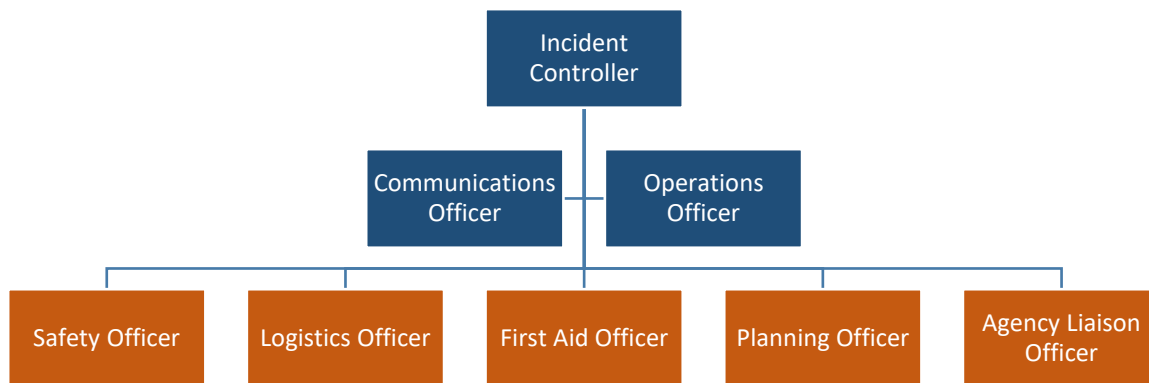 Incident
Controller
Communications
Officer
Operations
Officer
Safety Officer
Logistics Officer
First Aid Officer
Planning Officer
Agency Liaison
Officer